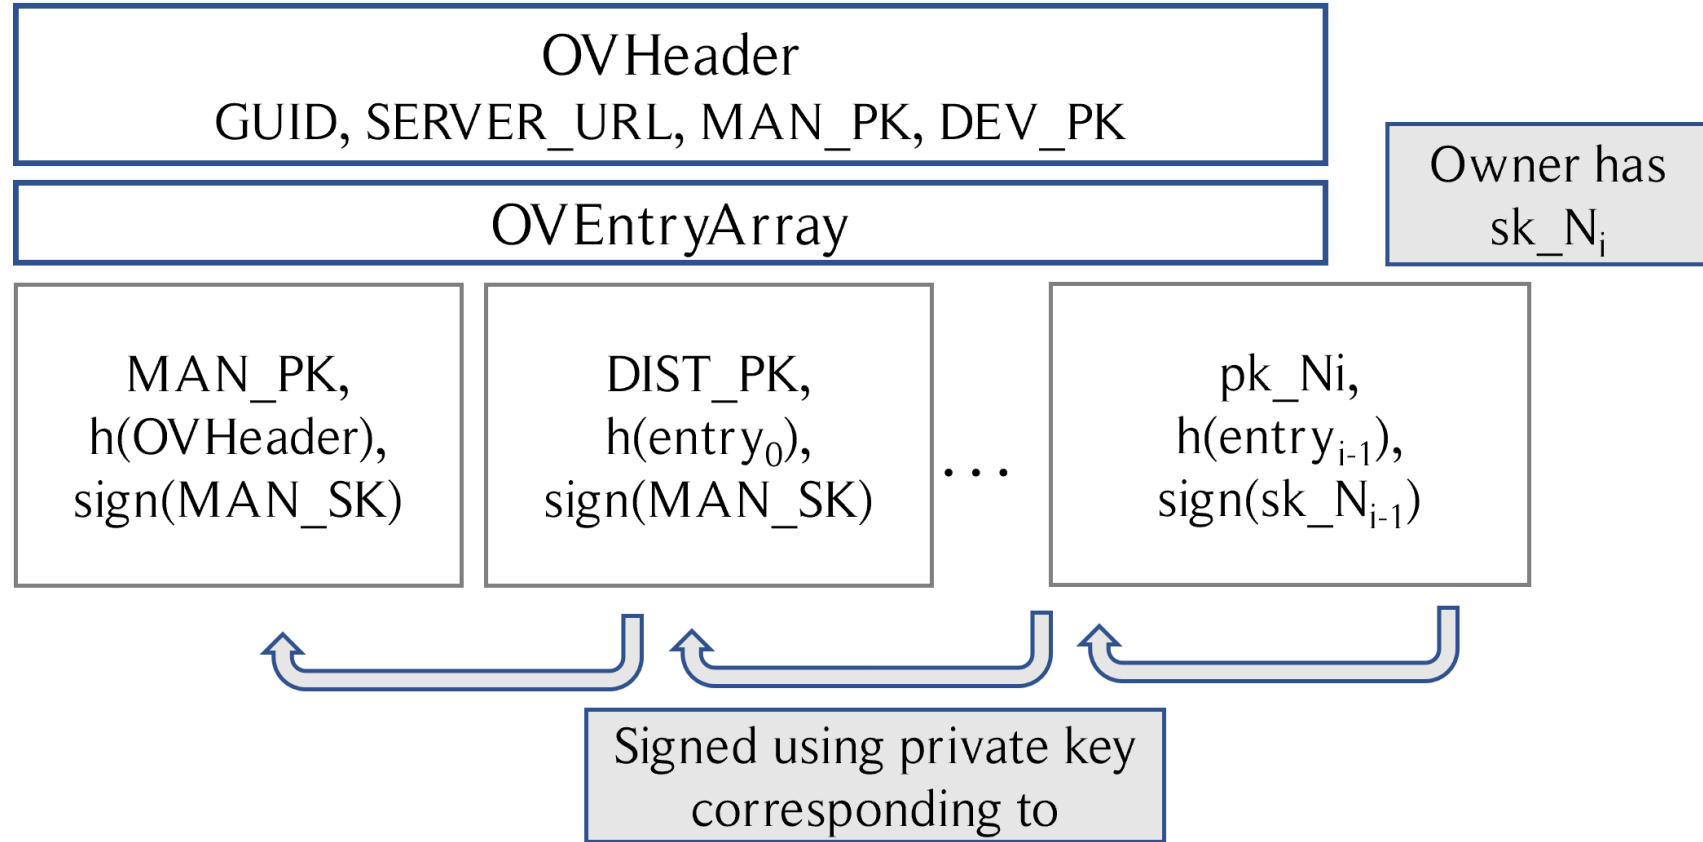 OVHeader
GUID, SERVER_URL, MAN_PK, DEV_PK
Owner has
sk_Nᵢ
OVEntryArray
MAN_PK,
h(OVHeader),
sign(MAN_SK)
DIST_PK,
h(entry₀),
sign(MAN_SK)
...
pk_Ni,
h(entryᵢ₋₁),
sign(sk_Nᵢ₋₁)
Signed using private key
corresponding to